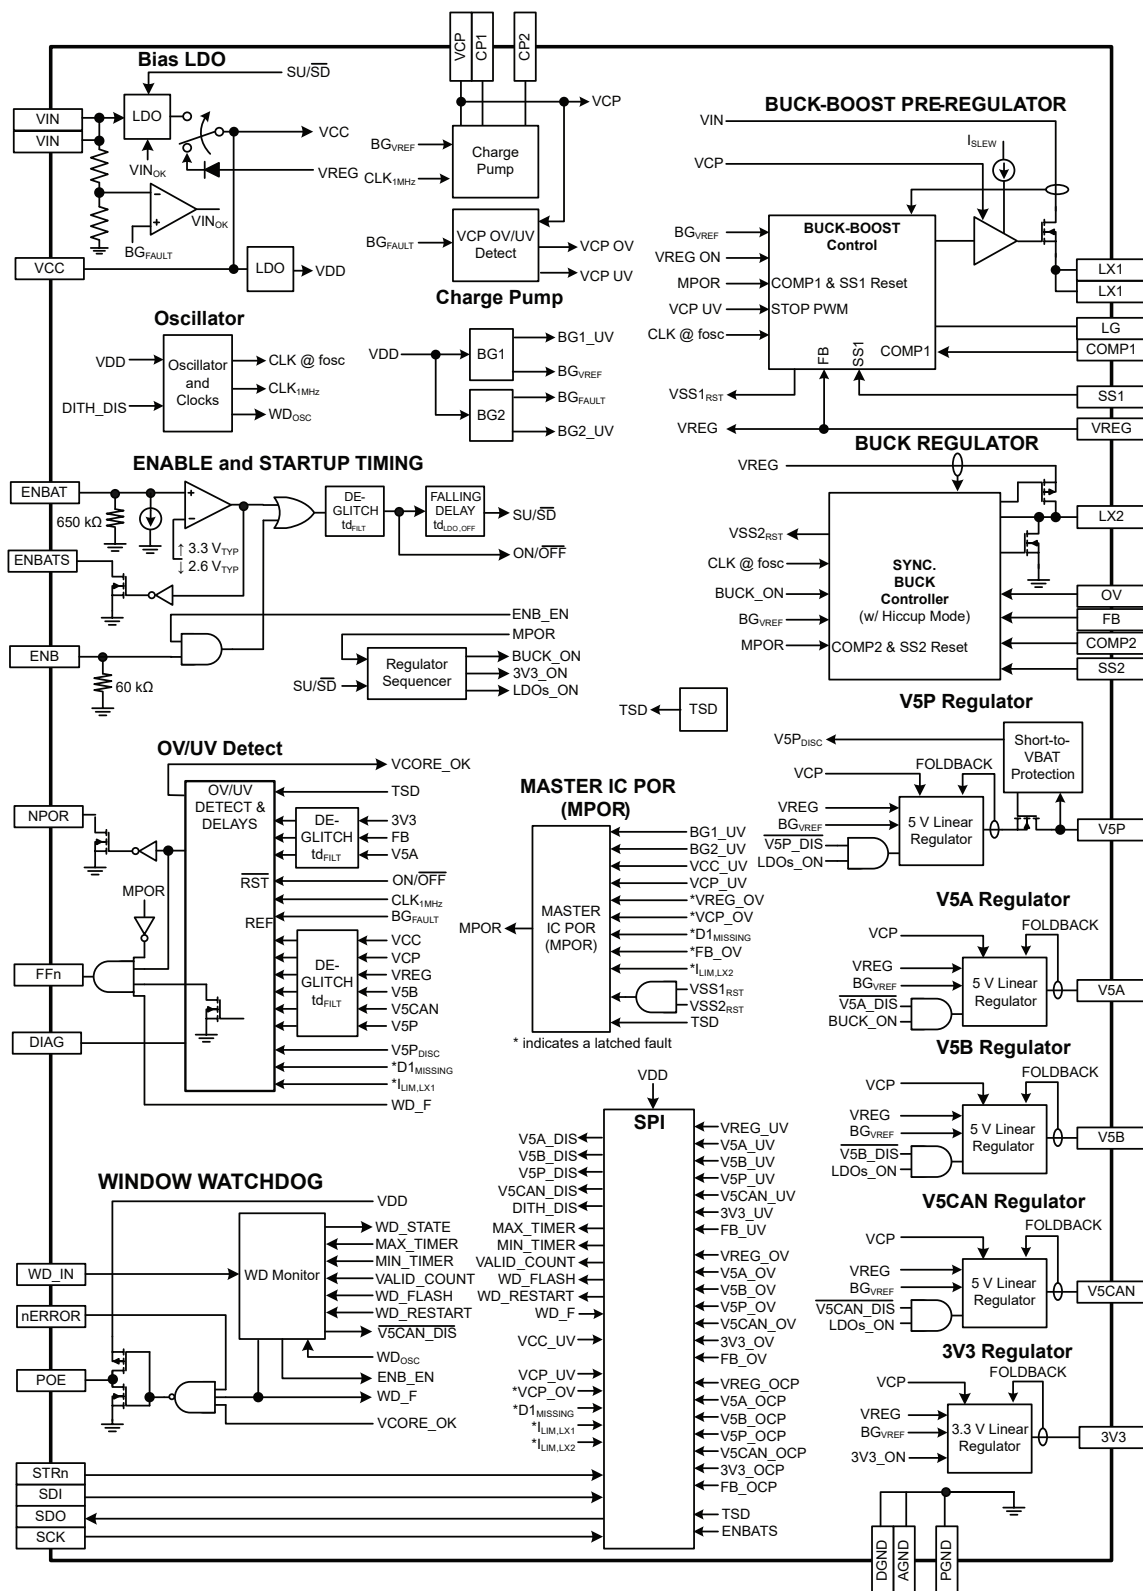 VCP
CP1
CP2
Bias LDO
SU/SD
VIN
VIN
LDO
VCC
VREG
VINOK
VINOK
BGFAULT
VCC
LDO
VDD
VCP
BGVREF
CLK1MHz
Charge
Pump
BGFAULT
VCP OV/UV
Detect
VCP OV
VCP UV
Charge Pump
BUCK-BOOST PRE-REGULATOR
VIN
ISLEW
VCP
BUCK-BOOST
Control
BGVREF
VREG ON
MPOR
COMP1 & SS1 Reset
VCP UV
STOP PWM
CLK @ fosc
COMP1
FB
SS1
VSS1RST
VREG
LX1
LX1
LG
COMP1
SS1
VREG
Oscillator
VDD
DITH_DIS
Oscillator
and
Clocks
CLK @ fosc
CLK1MHz
WDOSC
VDD
BG1
BG1_UV
BGVREF
BG2
BGFAULT
BG2_UV
ENABLE and STARTUP TIMING
ENBAT
650 kΩ
ENBATS
↑ 3.3 VTYP
↓ 2.6 VTYP
DE-
GLITCH
tdFILT
FALLING
DELAY
tdLDO,OFF
SU/SD
ON/OFF
ENB
60 kΩ
ENB_EN
MPOR
Regulator
Sequencer
SU/SD
BUCK_ON
3V3_ON
LDOs_ON
BUCK REGULATOR
VREG
VSS2RST
CLK @ fosc
BUCK_ON
BGVREF
MPOR
SYNC.
BUCK
Controller
(w/ Hiccup Mode)
COMP2 & SS2 Reset
LX2
OV
FB
COMP2
SS2
TSD
TSD
V5P Regulator
V5PDISC
Short-to-
VBAT
Protection
FOLDBACK
VCP
VREG
BGVREF
V5P_DIS
LDOs_ON
5 V Linear
Regulator
V5P
OV/UV Detect
VCORE_OK
OV/UV
DETECT &
DELAYS
TSD
NPOR
DE-
GLITCH
tdFILT
3V3
FB
V5A
RST
ON/OFF
CLK1MHz
REF
BGFAULT
MPOR
FFn
DE-
GLITCH
tdFILT
VCC
VCP
VREG
V5B
V5CAN
V5P
DIAG
V5PDISC
*D1MISSING
*ILIM,LX1
WD_F
MASTER IC POR
(MPOR)
MPOR
MASTER
IC POR
(MPOR)
BG1_UV
BG2_UV
VCC_UV
VCP_UV
*VREG_OV
*VCP_OV
*D1MISSING
*FB_OV
*ILIM,LX2
VSS1RST
VSS2RST
TSD
* indicates a latched fault
V5A Regulator
FOLDBACK
VCP
VREG
BGVREF
V5A_DIS
BUCK_ON
5 V Linear
Regulator
V5A
V5B Regulator
FOLDBACK
VCP
VREG
BGVREF
V5B_DIS
LDOs_ON
5 V Linear
Regulator
V5B
V5CAN Regulator
FOLDBACK
VCP
VREG
BGVREF
V5CAN_DIS
LDOs_ON
5 V Linear
Regulator
V5CAN
3V3 Regulator
FOLDBACK
VCP
VREG
BGVREF
3V3_ON
3.3 V Linear
Regulator
3V3
WINDOW WATCHDOG
VDD
WD_IN
WD Monitor
WD_STATE
MAX_TIMER
MIN_TIMER
VALID_COUNT
WD_FLASH
WD_RESTART
V5CAN_DIS
WDOSC
ENB_EN
WD_F
VCORE_OK
nERROR
POE
VDD
SPI
V5A_DIS
V5B_DIS
V5P_DIS
V5CAN_DIS
DITH_DIS
MAX_TIMER
MIN_TIMER
VALID_COUNT
WD_FLASH
WD_RESTART
WD_F
VCC_UV
VCP_UV
*VCP_OV
*D1MISSING
*ILIM,LX1
*ILIM,LX2
VREG_UV
V5A_UV
V5B_UV
V5P_UV
V5CAN_UV
3V3_UV
FB_UV
VREG_OV
V5A_OV
V5B_OV
V5P_OV
V5CAN_OV
3V3_OV
FB_OV
VREG_OCP
V5A_OCP
V5B_OCP
V5P_OCP
V5CAN_OCP
3V3_OCP
FB_OCP
TSD
ENBATS
STRn
SDI
SDO
SCK
DGND
AGND
PGND